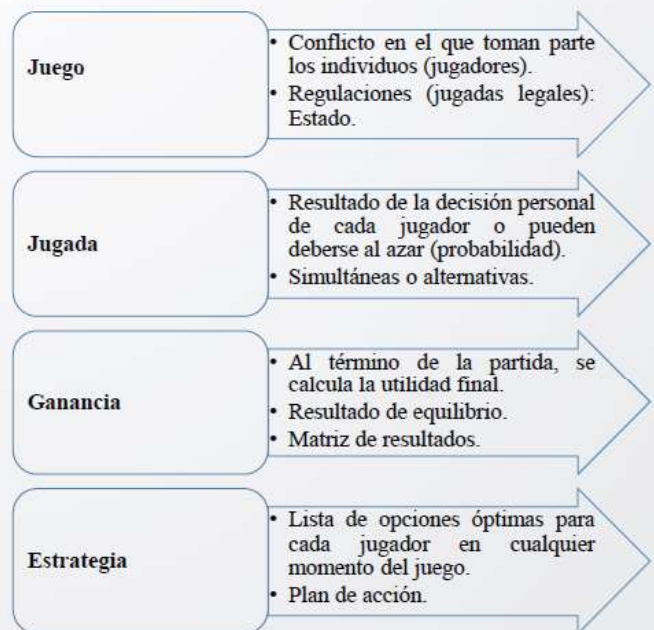 Juego
• Conflicto en el que toman parte
los individuos (jugadores).
• Regulaciones (jugadas legales):
Estado.
Jugada
• Resultado de la decisión personal
de cada jugador o pueden
deberse al azar (probabilidad).
• Simultáneas o alternativas.
Ganancia
• Al término de la partida, se
calcula la utilidad final.
• Resultado de equilibrio.
• Matriz de resultados.
Estrategia
• Lista de opciones óptimas para
cada jugador en cualquier
momento del juego.
• Plan de acción.